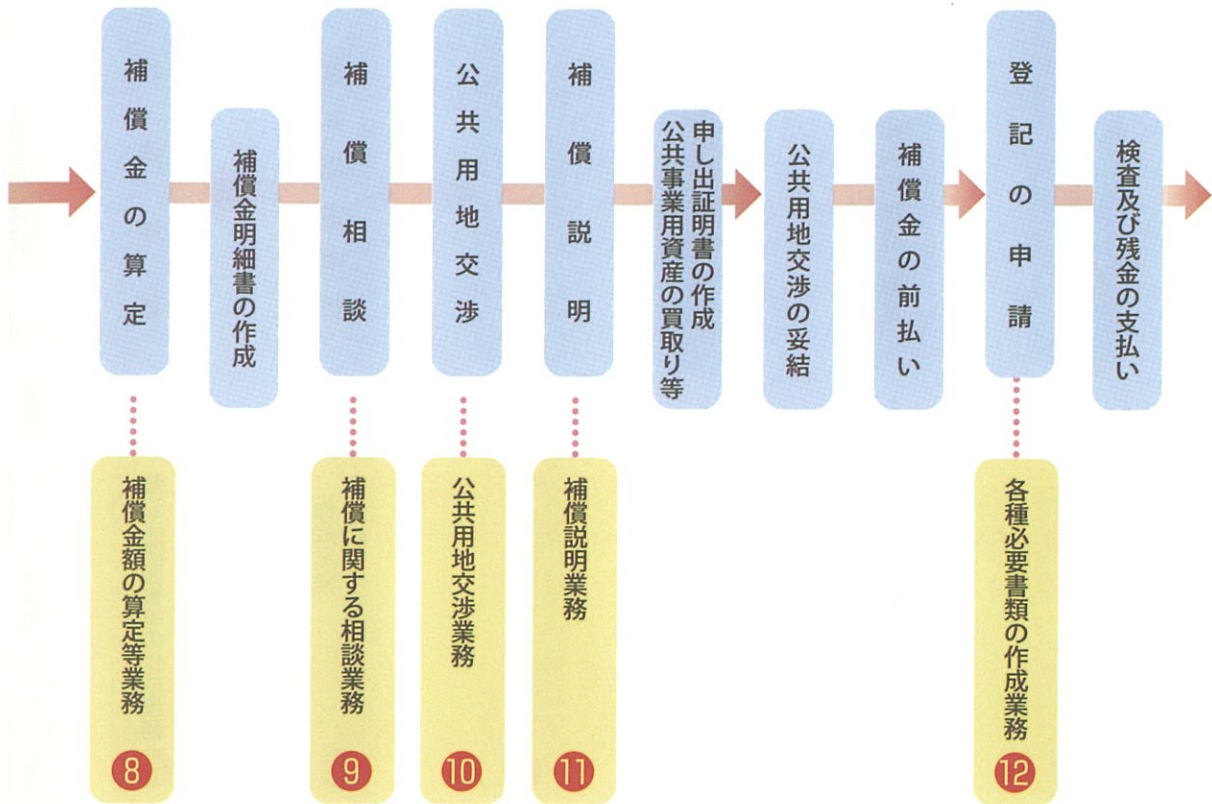 補償金の算定
補償金明細書の作成
補償相談
公共用地交渉
補償説明
公共事業用資産の買取り等
申し出証明書の作成
公共用地交渉の妥結
補償金の前払い
登記の申請
検査及び残金の支払い
補償金額の算定等業務
8
補償に関する相談業務
9
公共用地交渉業務
10
補償説明業務
11
各種必要書類の作成業務
12